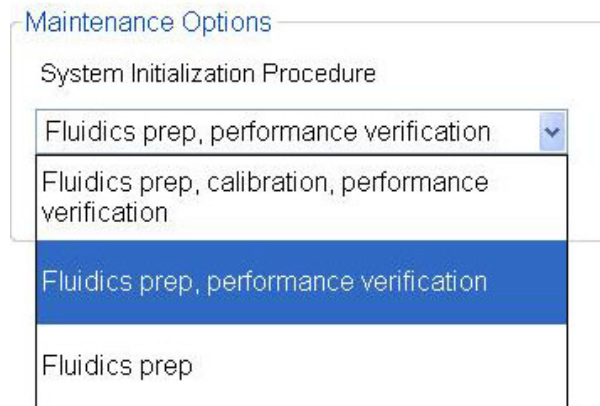 Maintenance Options
System Initialization Procedure
Fluidics prep, performance verification
Fluidics prep, calibration, performance
verification
Fluidics prep, performance verification
Fluidics prep